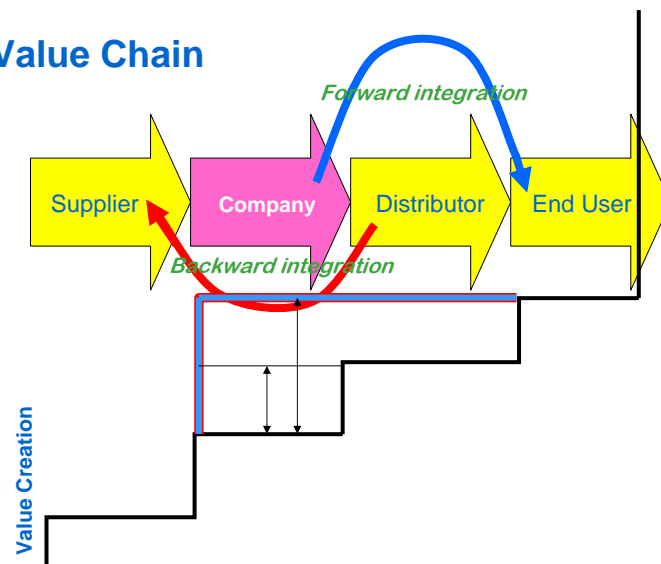 Value Chain
Forward integration
Supplier
Company
Distributor
End User
Backward integration
Value Creation